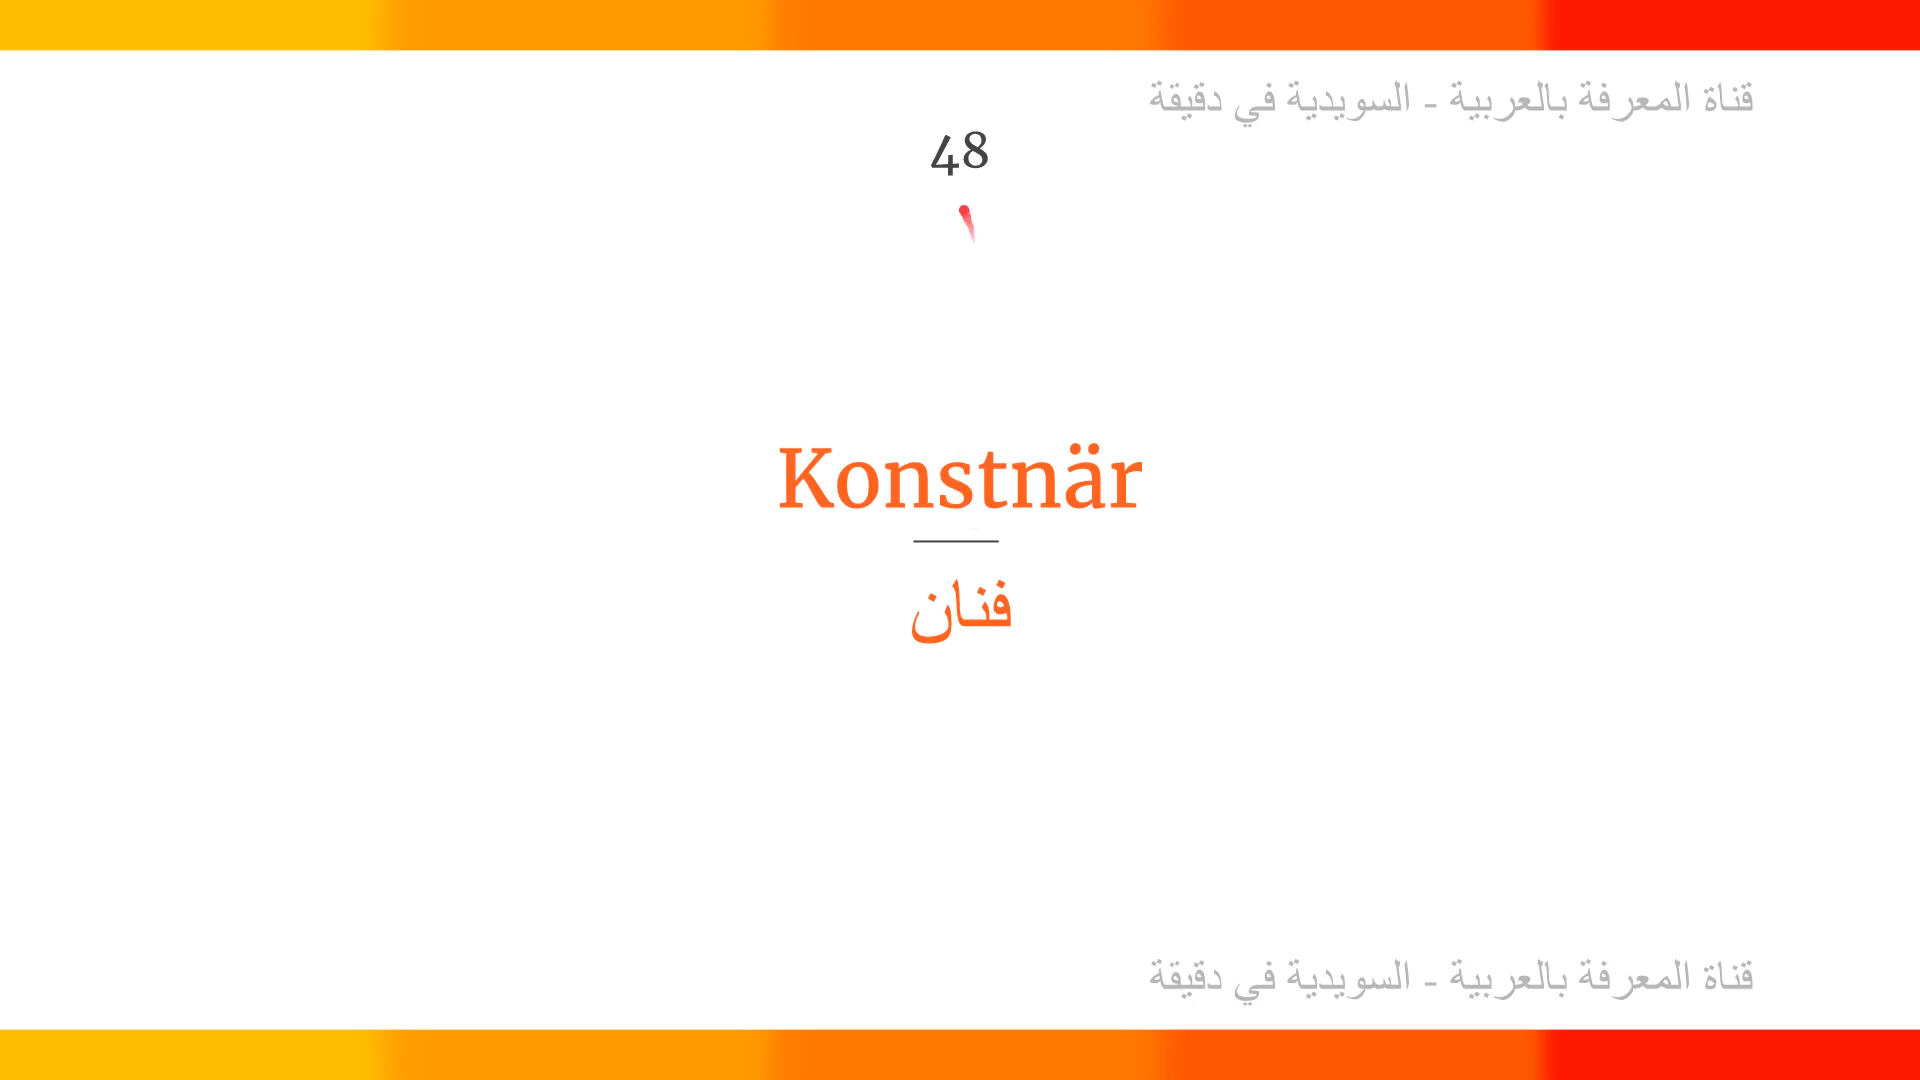 قناة المعرفة بالعربية - السويدية في دقيقة
48
Konstnär
فنان
قناة المعرفة بالعربية - السويدية في دقيقة